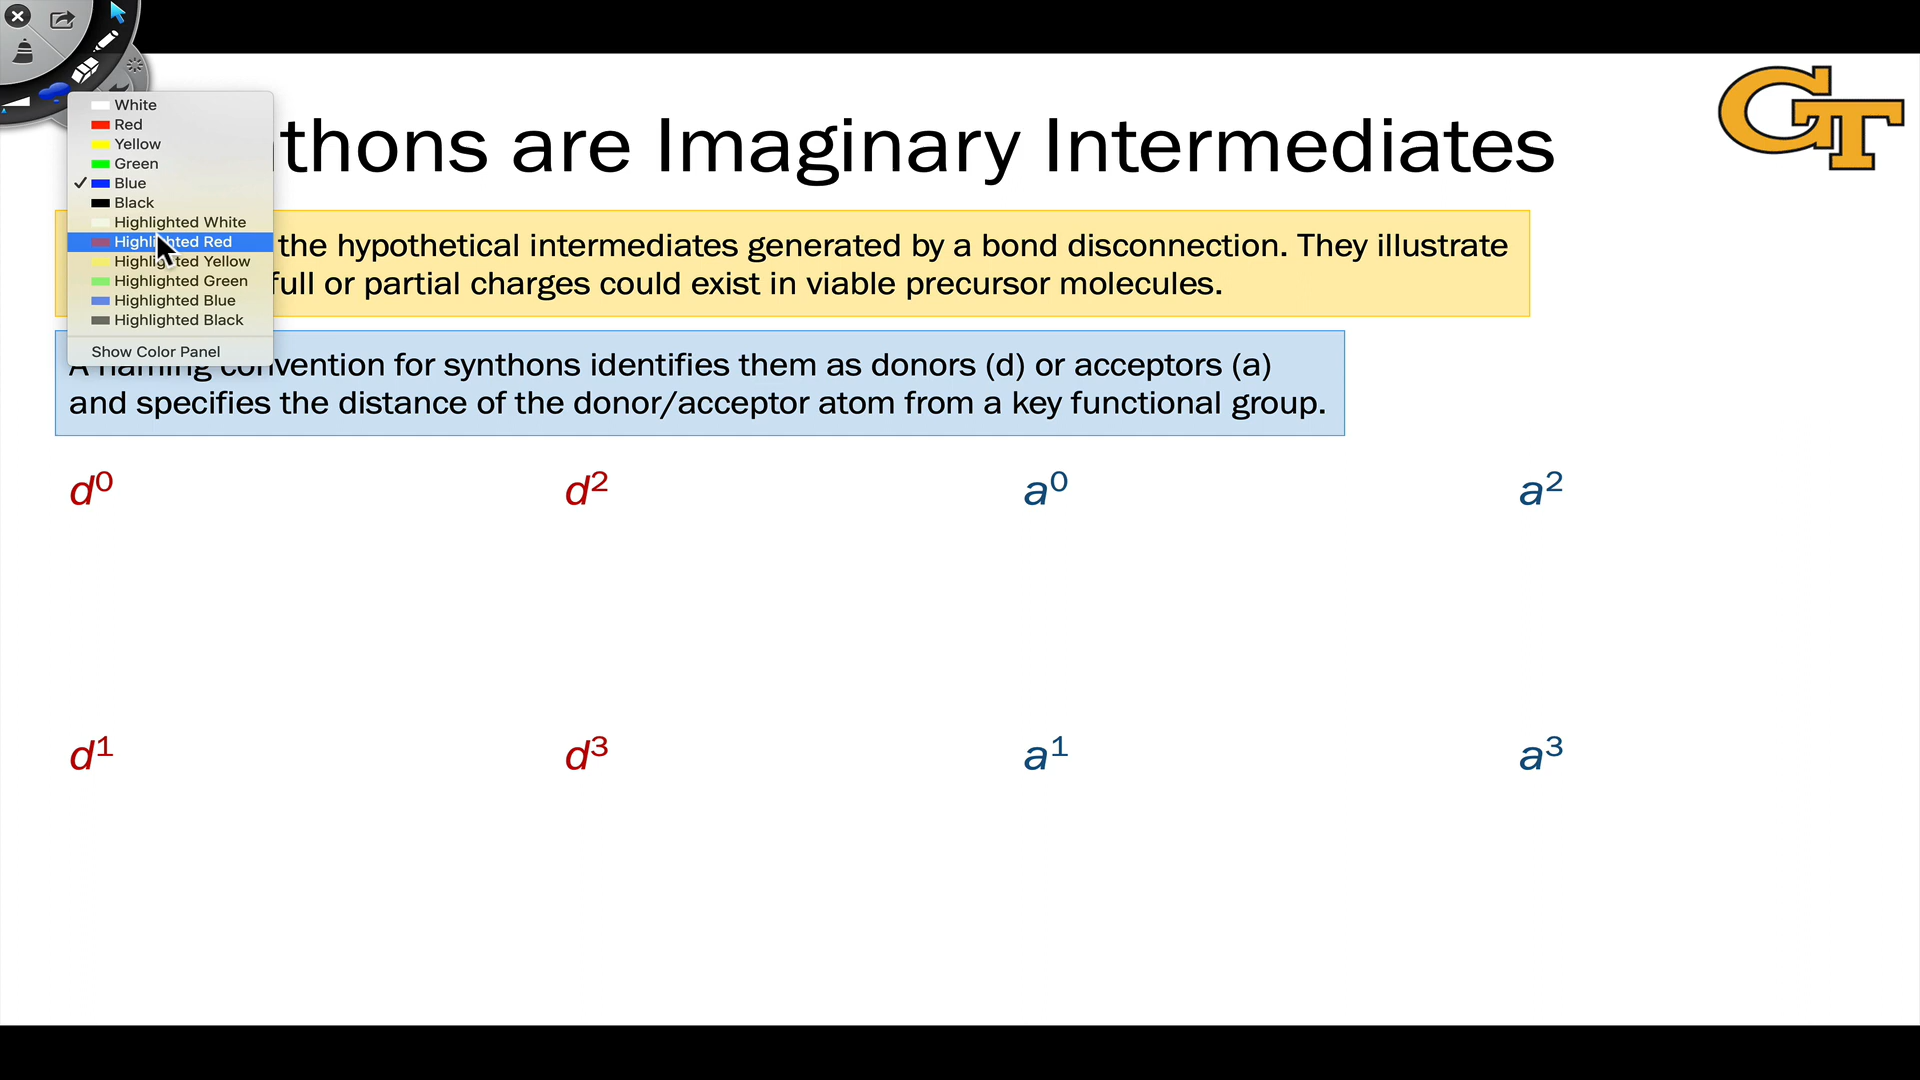 White
Red
Yellow
Green
Blue
Black
Highlighted White
Highlighted Red
Highlighted Yellow
Highlighted Green
Highlighted Blue
Highlighted Black
Show Color Panel
thons are Imaginary Intermediates
GT
the hypothetical intermediates generated by a bond disconnection. They illustrate
full or partial charges could exist in viable precursor molecules.
A naming convention for synthons identifies them as donors (d) or acceptors (a)
and specifies the distance of the donor/acceptor atom from a key functional group.
d⁰ d² a⁰ a²
d¹ d³ a¹ a³